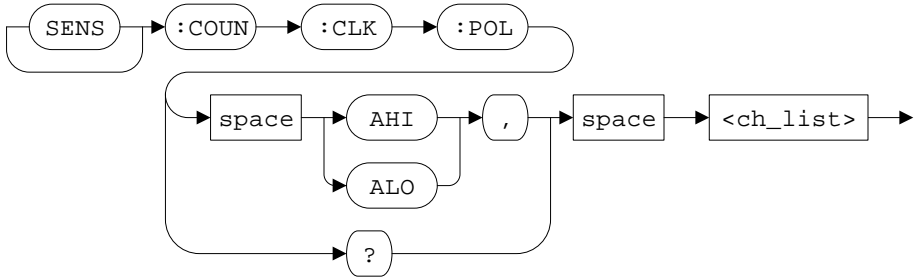 SENS :COUN :CLK :POL
space AHI , space <ch_list>
ALO
?